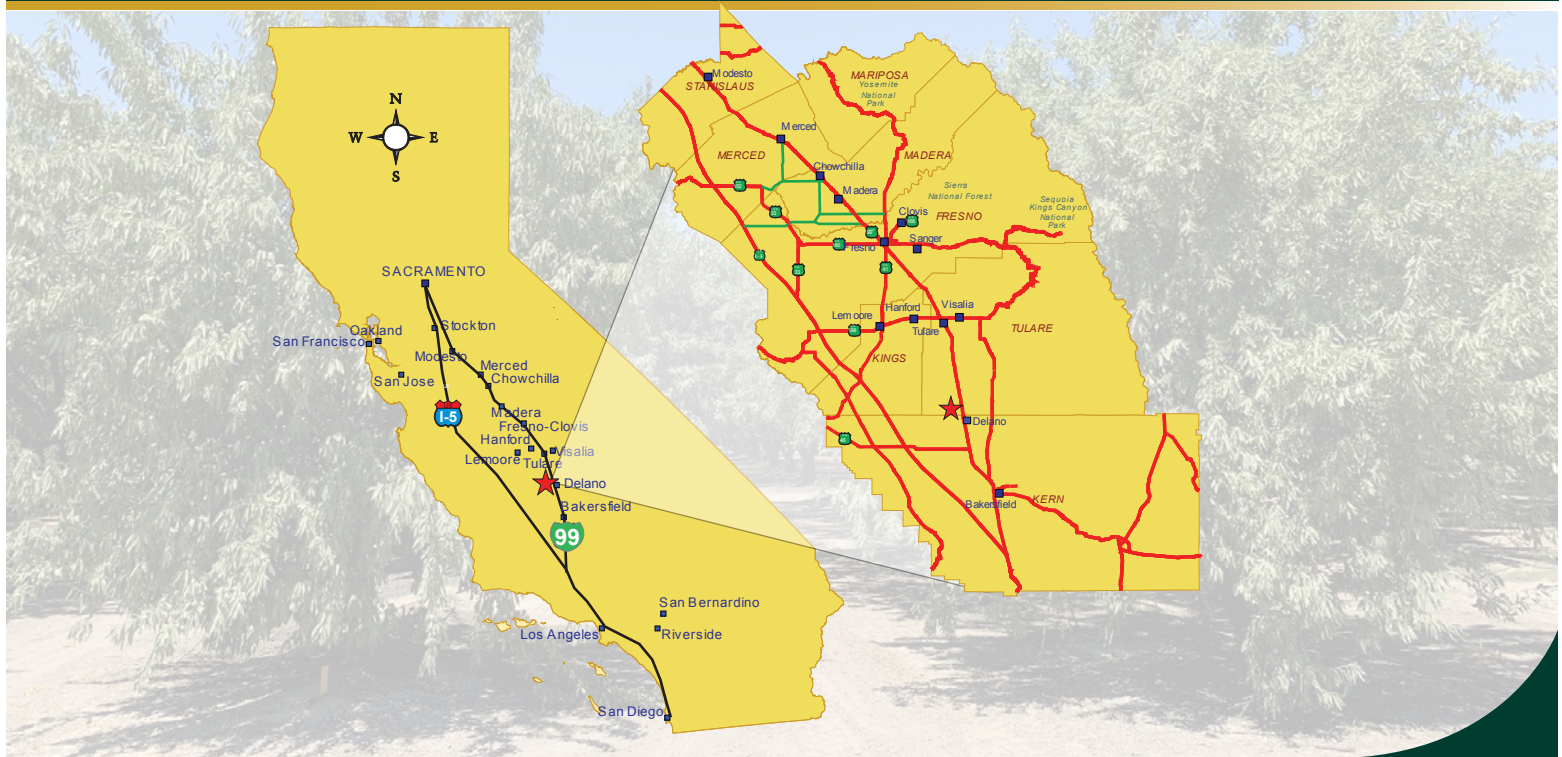 N
W E
S
SACRAMENTO
Stockton
Oakland
San Francisco
Modesto
San Jose
Merced
Chowchilla
I-5
Madera
Fresno-Clovis
Hanford
Visalia
Lemoore
Tulare
Delano
Bakersfield
99
San Bernardino
Los Angeles
Riverside
San Diego
Modesto
STANISLAUS
MARIPOSA
Yosemite
National
Park
Merced
MERCED
MADERA
Chowchilla
Madera
Sierra
National Forest
Sequoia
Kings Canyon
National
Park
Clovis
FRESNO
Sanger
Fresno
41
Hanford
Visalia
Lemoore
Tulare
TULARE
KINGS
Delano
Bakersfield
KERN